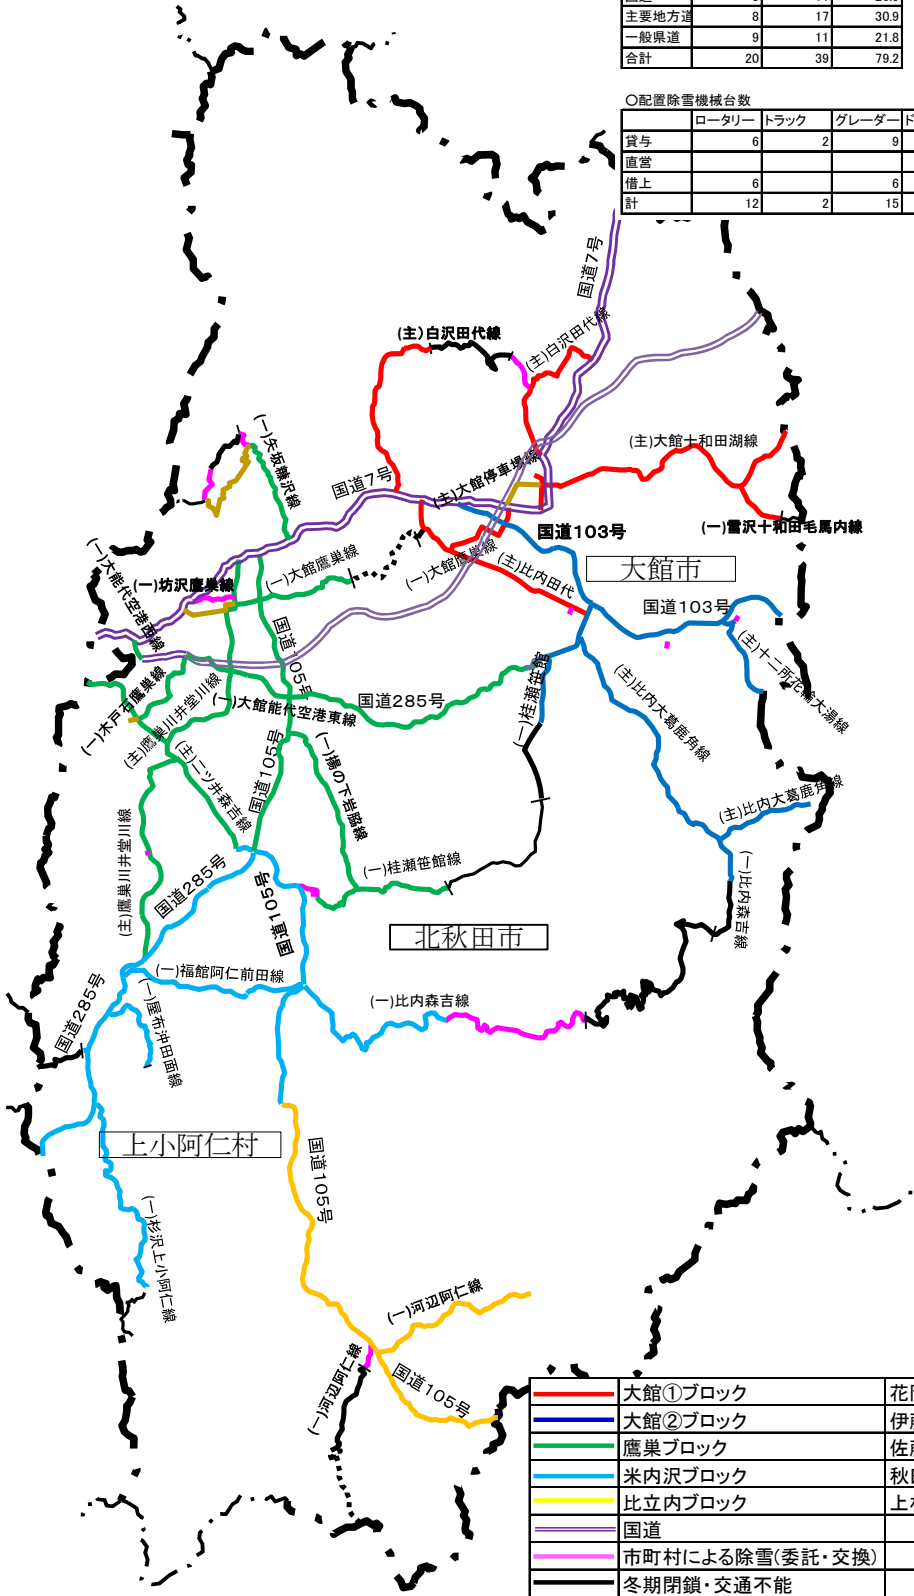 主要地方道 8 17 30.9
一般県道 9 11 21.8
合計 20 39 79.2
○配置除雪機械台数
ロータリー トラック グレーダー
貸与 6 2 9
直営
借上 6 6
計 12 2 15
国道7号
(主)白沢田代線
(主)白沢田代線
(一)矢坂糠沢線
国道7号
(主)大館停車場線
(主)大館十和田湖線
国道103号
(一)雪沢十和田毛馬内線
(一)大館能代空港西線
(一)坊沢鷹巣線
(一)大館鷹巣線
(一)大館鷹巣線
(主)比内田代
大館市
国道103号
(主)十二所花輪大湯線
国道105号
(一)木戸石鷹巣線
(主)鷹巣川井堂川線
(一)大館能代空港東線
国道285号
(一)桂瀬笹館
(主)比内大葛鹿角線
(主)二ツ井森吉線
国道105号
(一)揚の下岩脇線
(主)比内大葛鹿角線
(主)鷹巣川井堂川線
国道285号
(一)桂瀬笹館線
(一)比内森吉線
国道105号
北秋田市
(一)福館阿仁前田線
国道285号
(一)屋布沖田面線
(一)比内森吉線
上小阿仁村
国道105号
(一)杉沢上小阿仁線
(一)河辺阿仁線
(一)河辺阿仁線
国道105号
大館①ブロック
大館②ブロック
鷹巣ブロック
米内沢ブロック
比立内ブロック
国道
市町村による除雪(委託・交換)
冬期閉鎖・交通不能